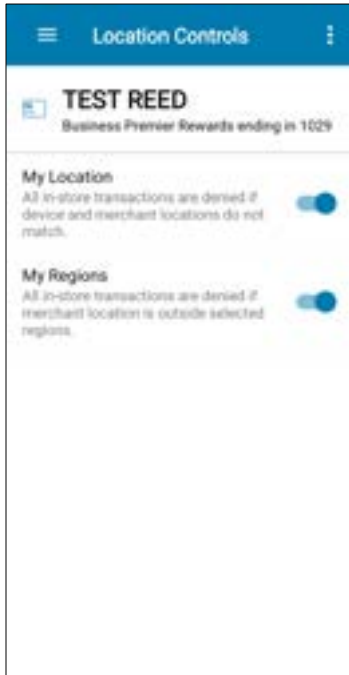 Location Controls
TEST REED
Business Premier Rewards ending in 1029
My Location
All in-store transactions are denied if
device and merchant locations do not
match.
My Regions
All in-store transactions are denied if
merchant location is outside selected
regions.